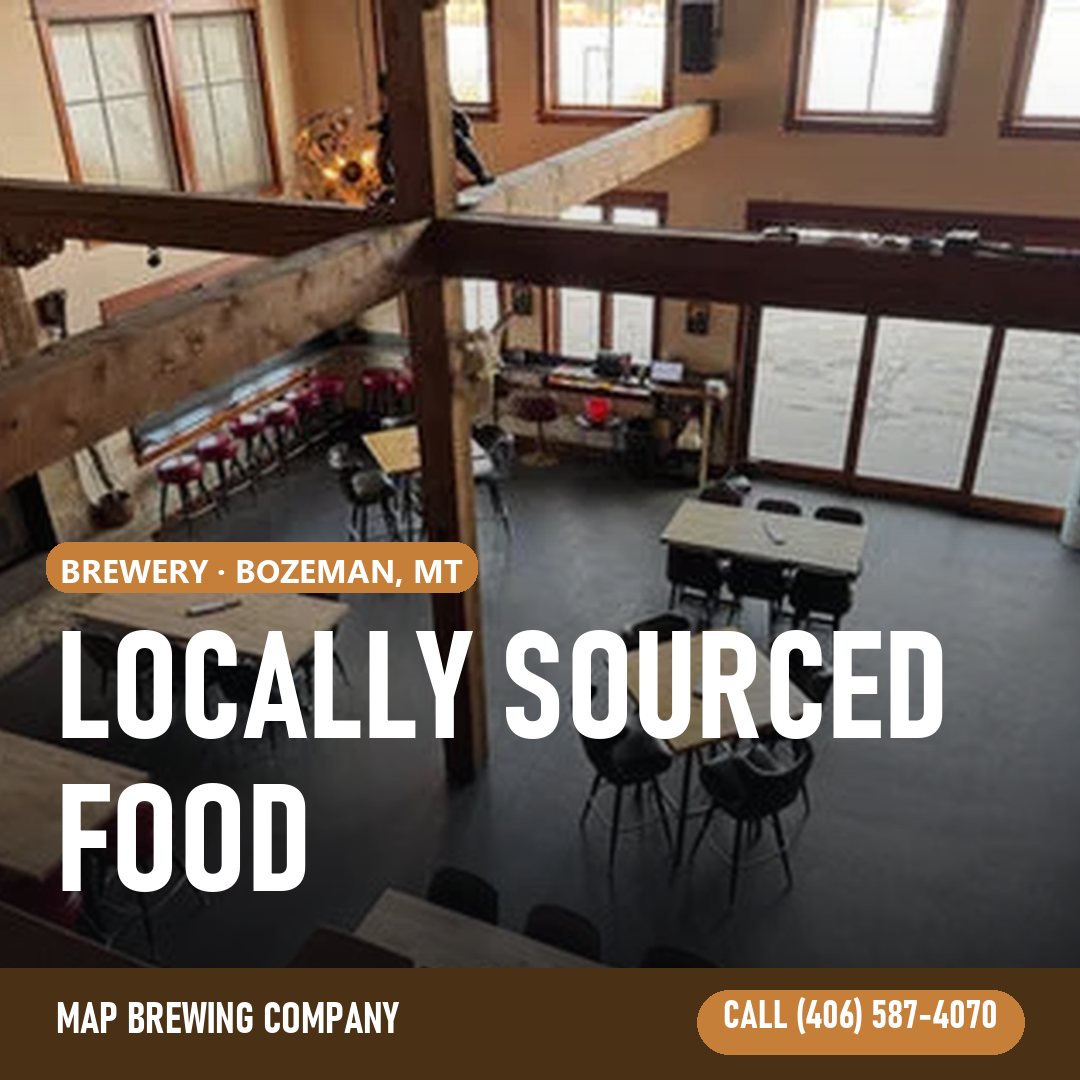 BREWERY · BOZEMAN, MT
LOCALLY SOURCED
FOOD
MAP BREWING COMPANY
CALL (406) 587-4070